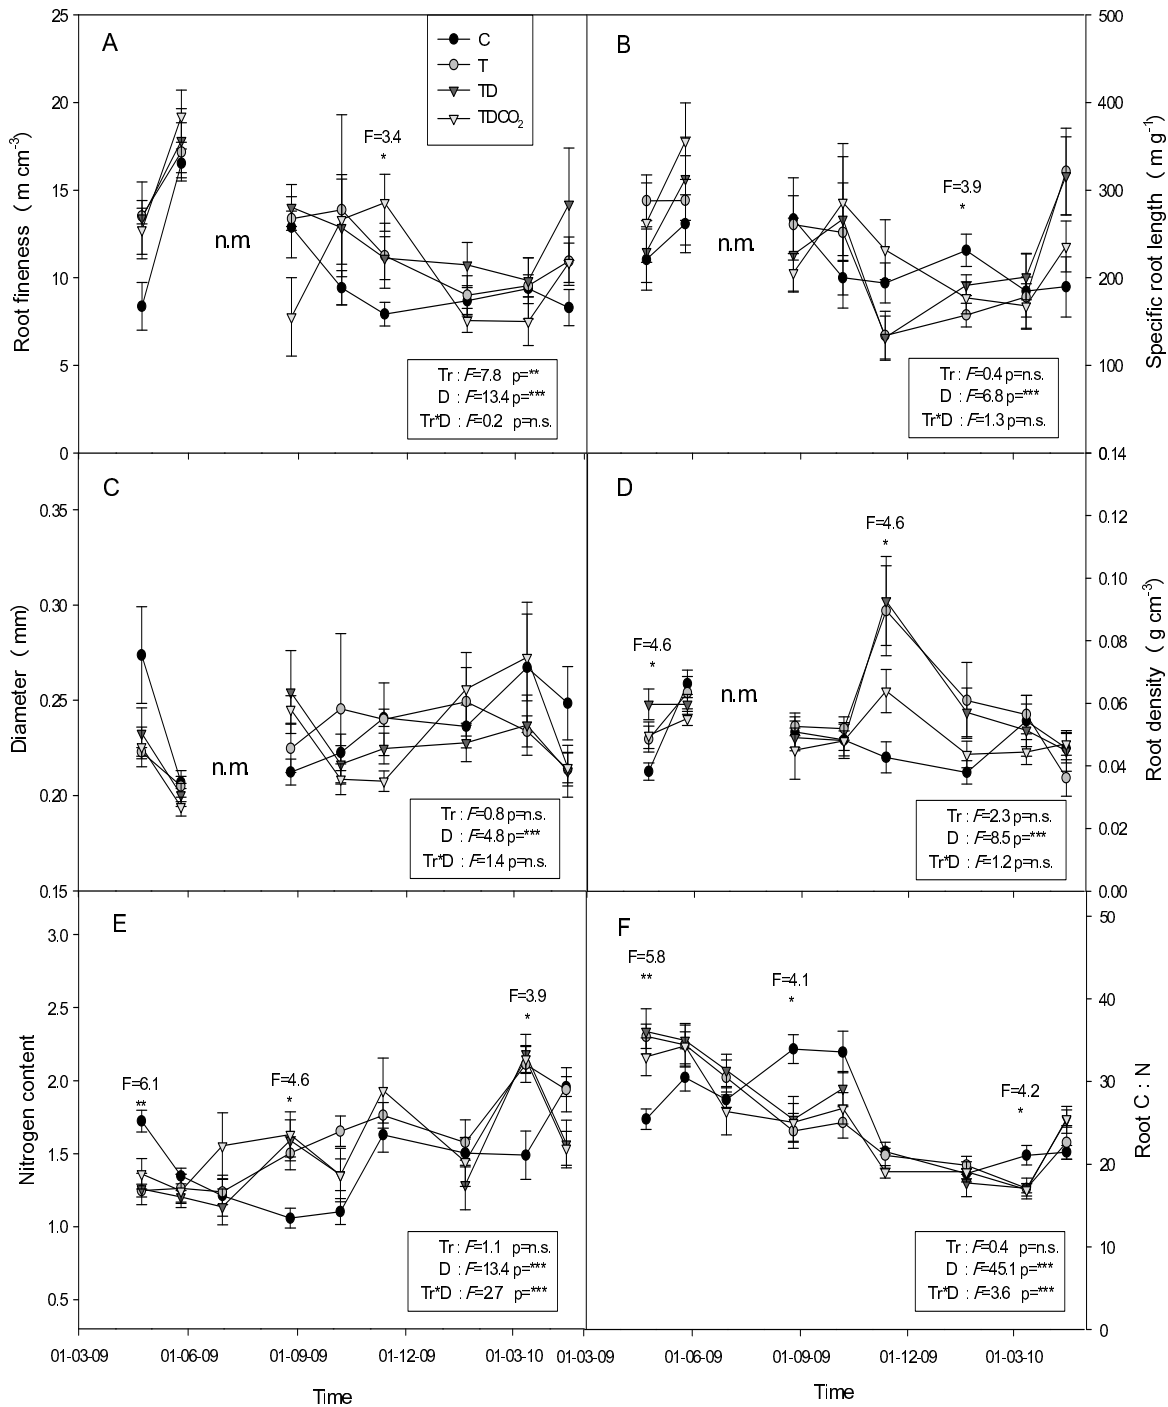 25
20
15
10
5
0
Root fineness ( m cm-3)
A
C
T
TD
TDCO2
F=3.4
*
n.m.
Tr : F=7.8 p=**
D : F=13.4 p=***
Tr*D : F=0.2 p=n.s.
B
F=3.9
*
n.m.
Tr : F=0.4 p=n.s.
D : F=6.8 p=***
Tr*D : F=1.3 p=n.s.
500
400
300
200
100
0
Specific root length ( m g-1)
0.35
0.30
0.25
0.20
0.15
Diameter ( mm)
C
n.m.
Tr : F=0.8 p=n.s.
D : F=4.8 p=***
Tr*D : F=1.4 p=n.s.
D
F=4.6
*
F=4.6
*
n.m.
Tr : F=2.3 p=n.s.
D : F=8.5 p=***
Tr*D : F=1.2 p=n.s.
0.14
0.12
0.10
0.08
0.06
0.04
0.02
0.00
Root density ( g cm-3)
3.0
2.5
2.0
1.5
1.0
0.5
Nitrogen content
E
F=6.1
**
F=4.6
*
F=3.9
*
Tr : F=1.1 p=n.s.
D : F=13.4 p=***
Tr*D : F=2.7 p=***
F
F=5.8
**
F=4.1
*
F=4.2
*
Tr : F=0.4 p=n.s.
D : F=45.1 p=***
Tr*D : F=3.6 p=***
50
40
30
20
10
0
Root C : N
01-03-09 01-06-09 01-09-09 01-12-09 01-03-10 01-03-09 01-06-09 01-09-09 01-12-09 01-03-10
Time Time